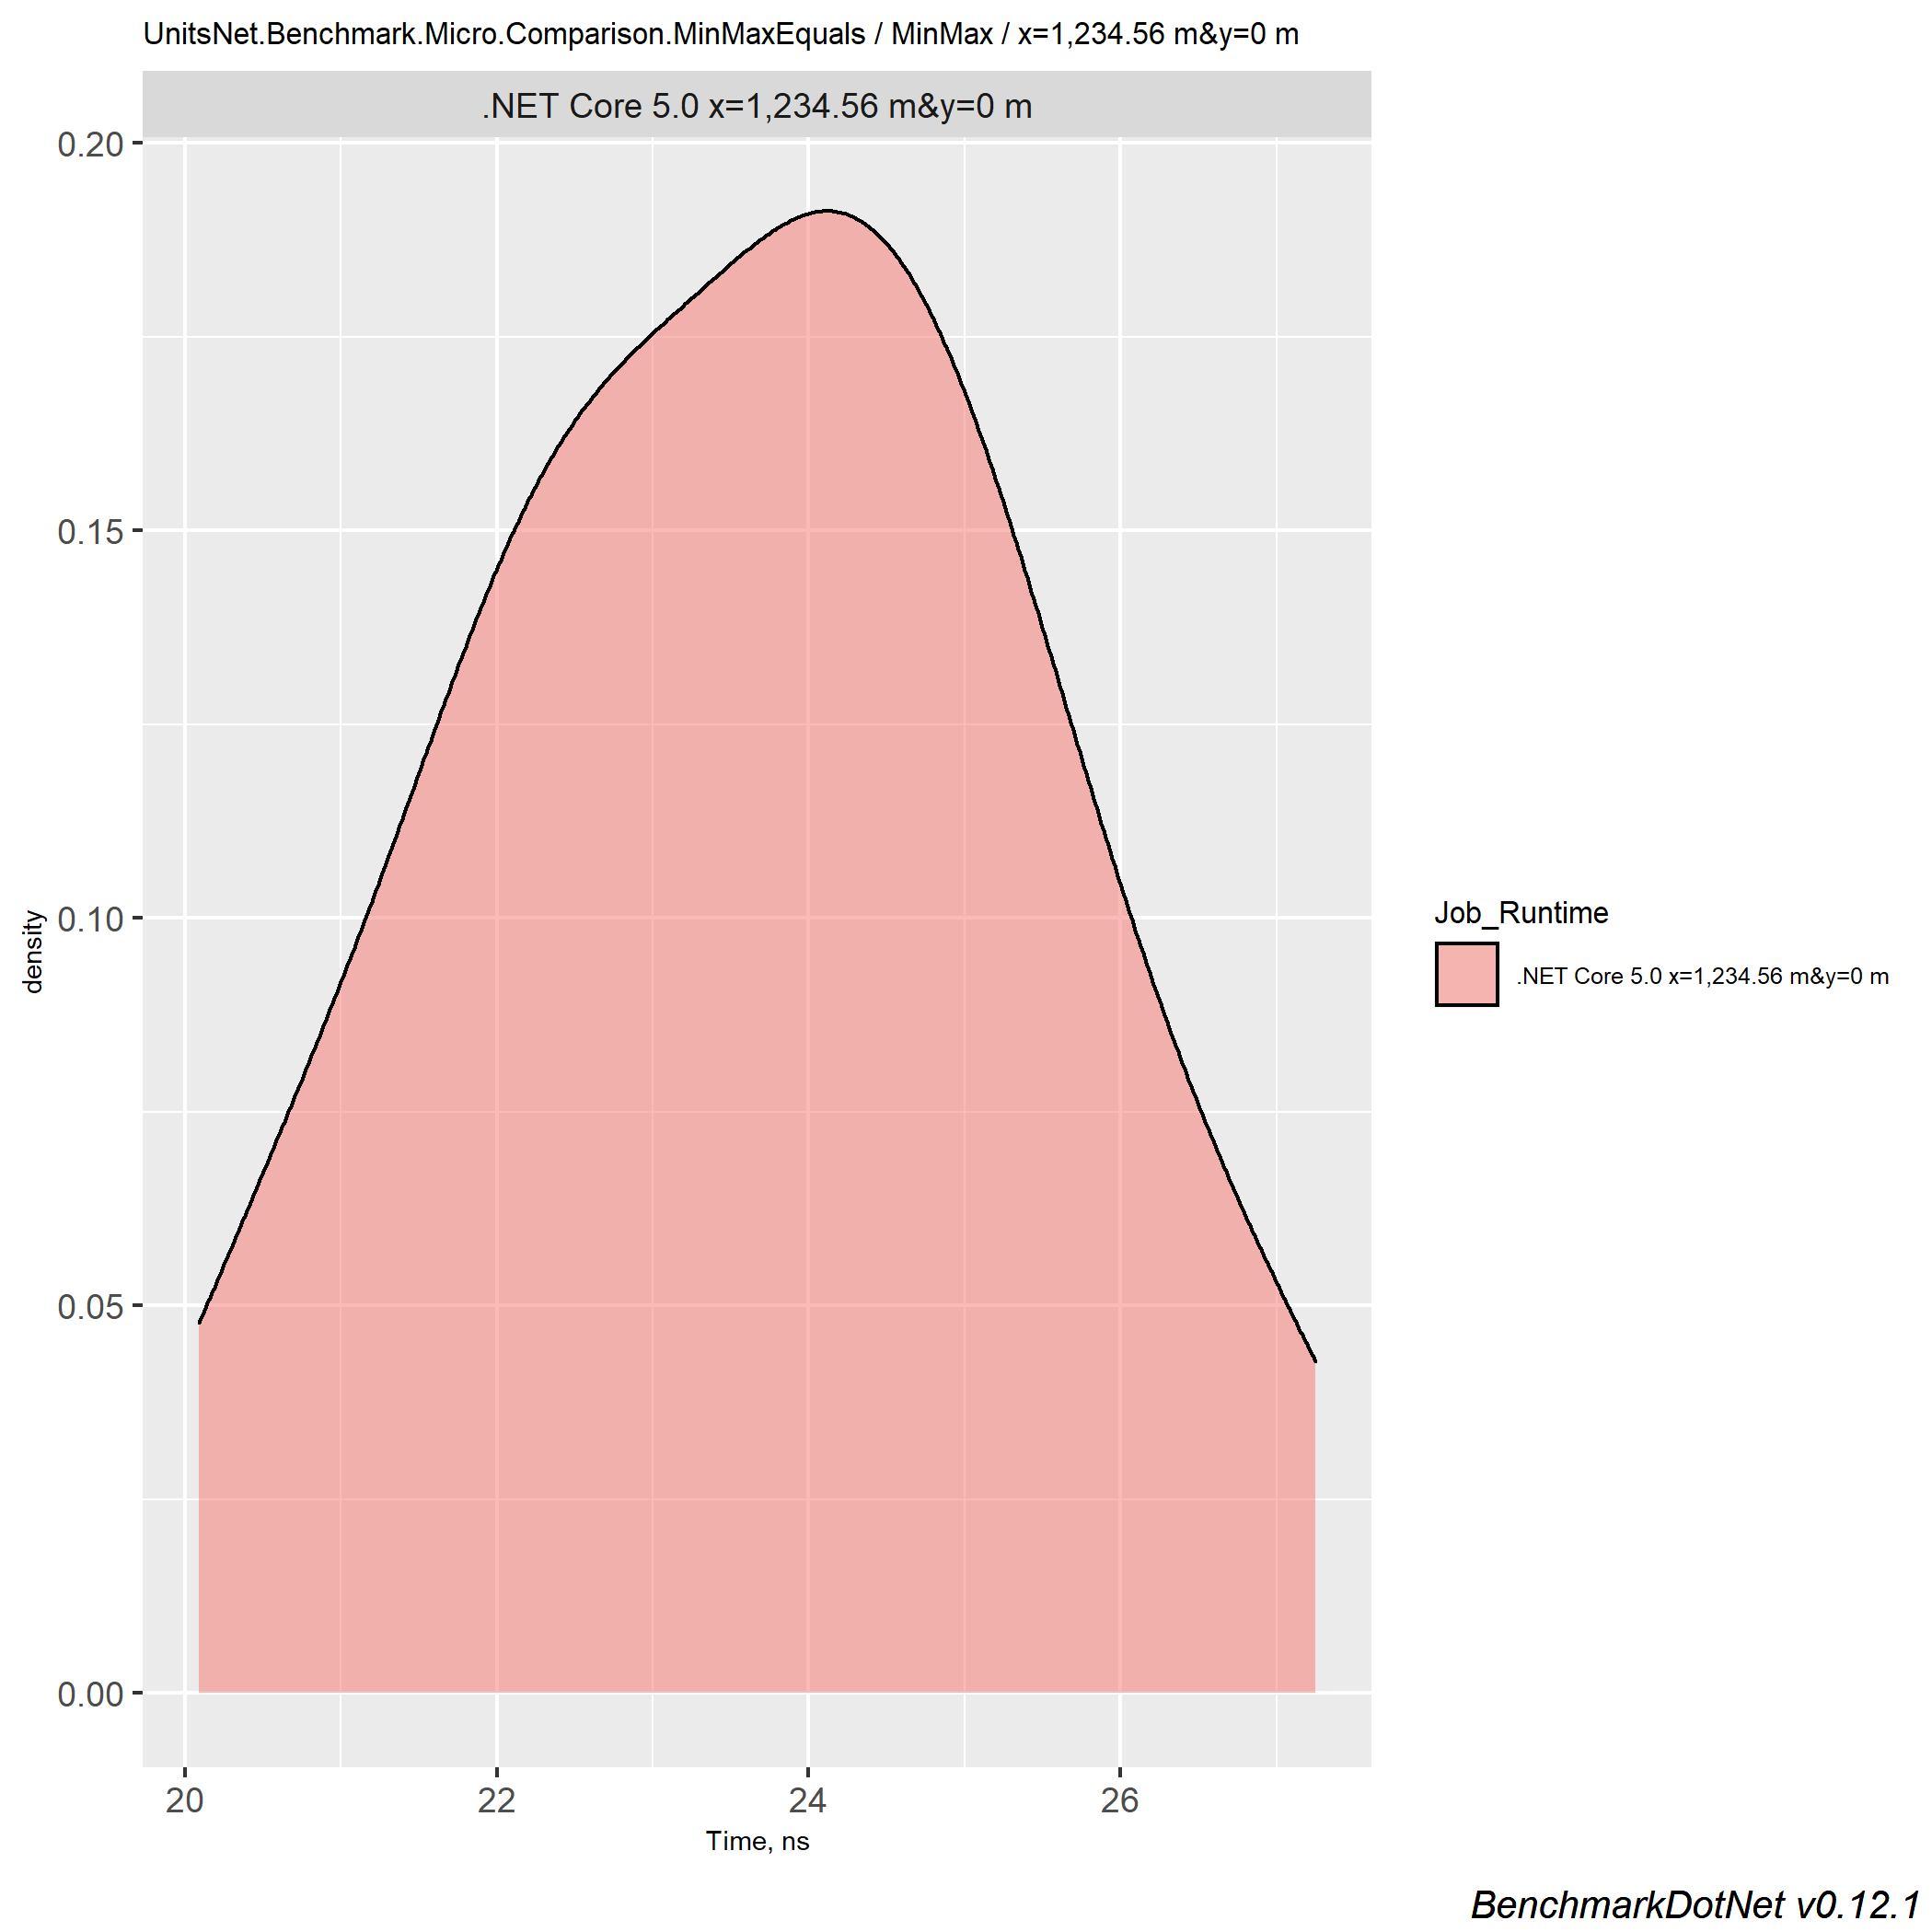 UnitsNet.Benchmark.Micro.Comparison.MinMaxEquals / MinMax / x=1,234.56 m&y=0 m
.NET Core 5.0 x=1,234.56 m&y=0 m
0.20
0.15
0.10
0.05
0.00
density
20 22 24 26
Time, ns
Job_Runtime
.NET Core 5.0 x=1,234.56 m&y=0 m
BenchmarkDotNet v0.12.1